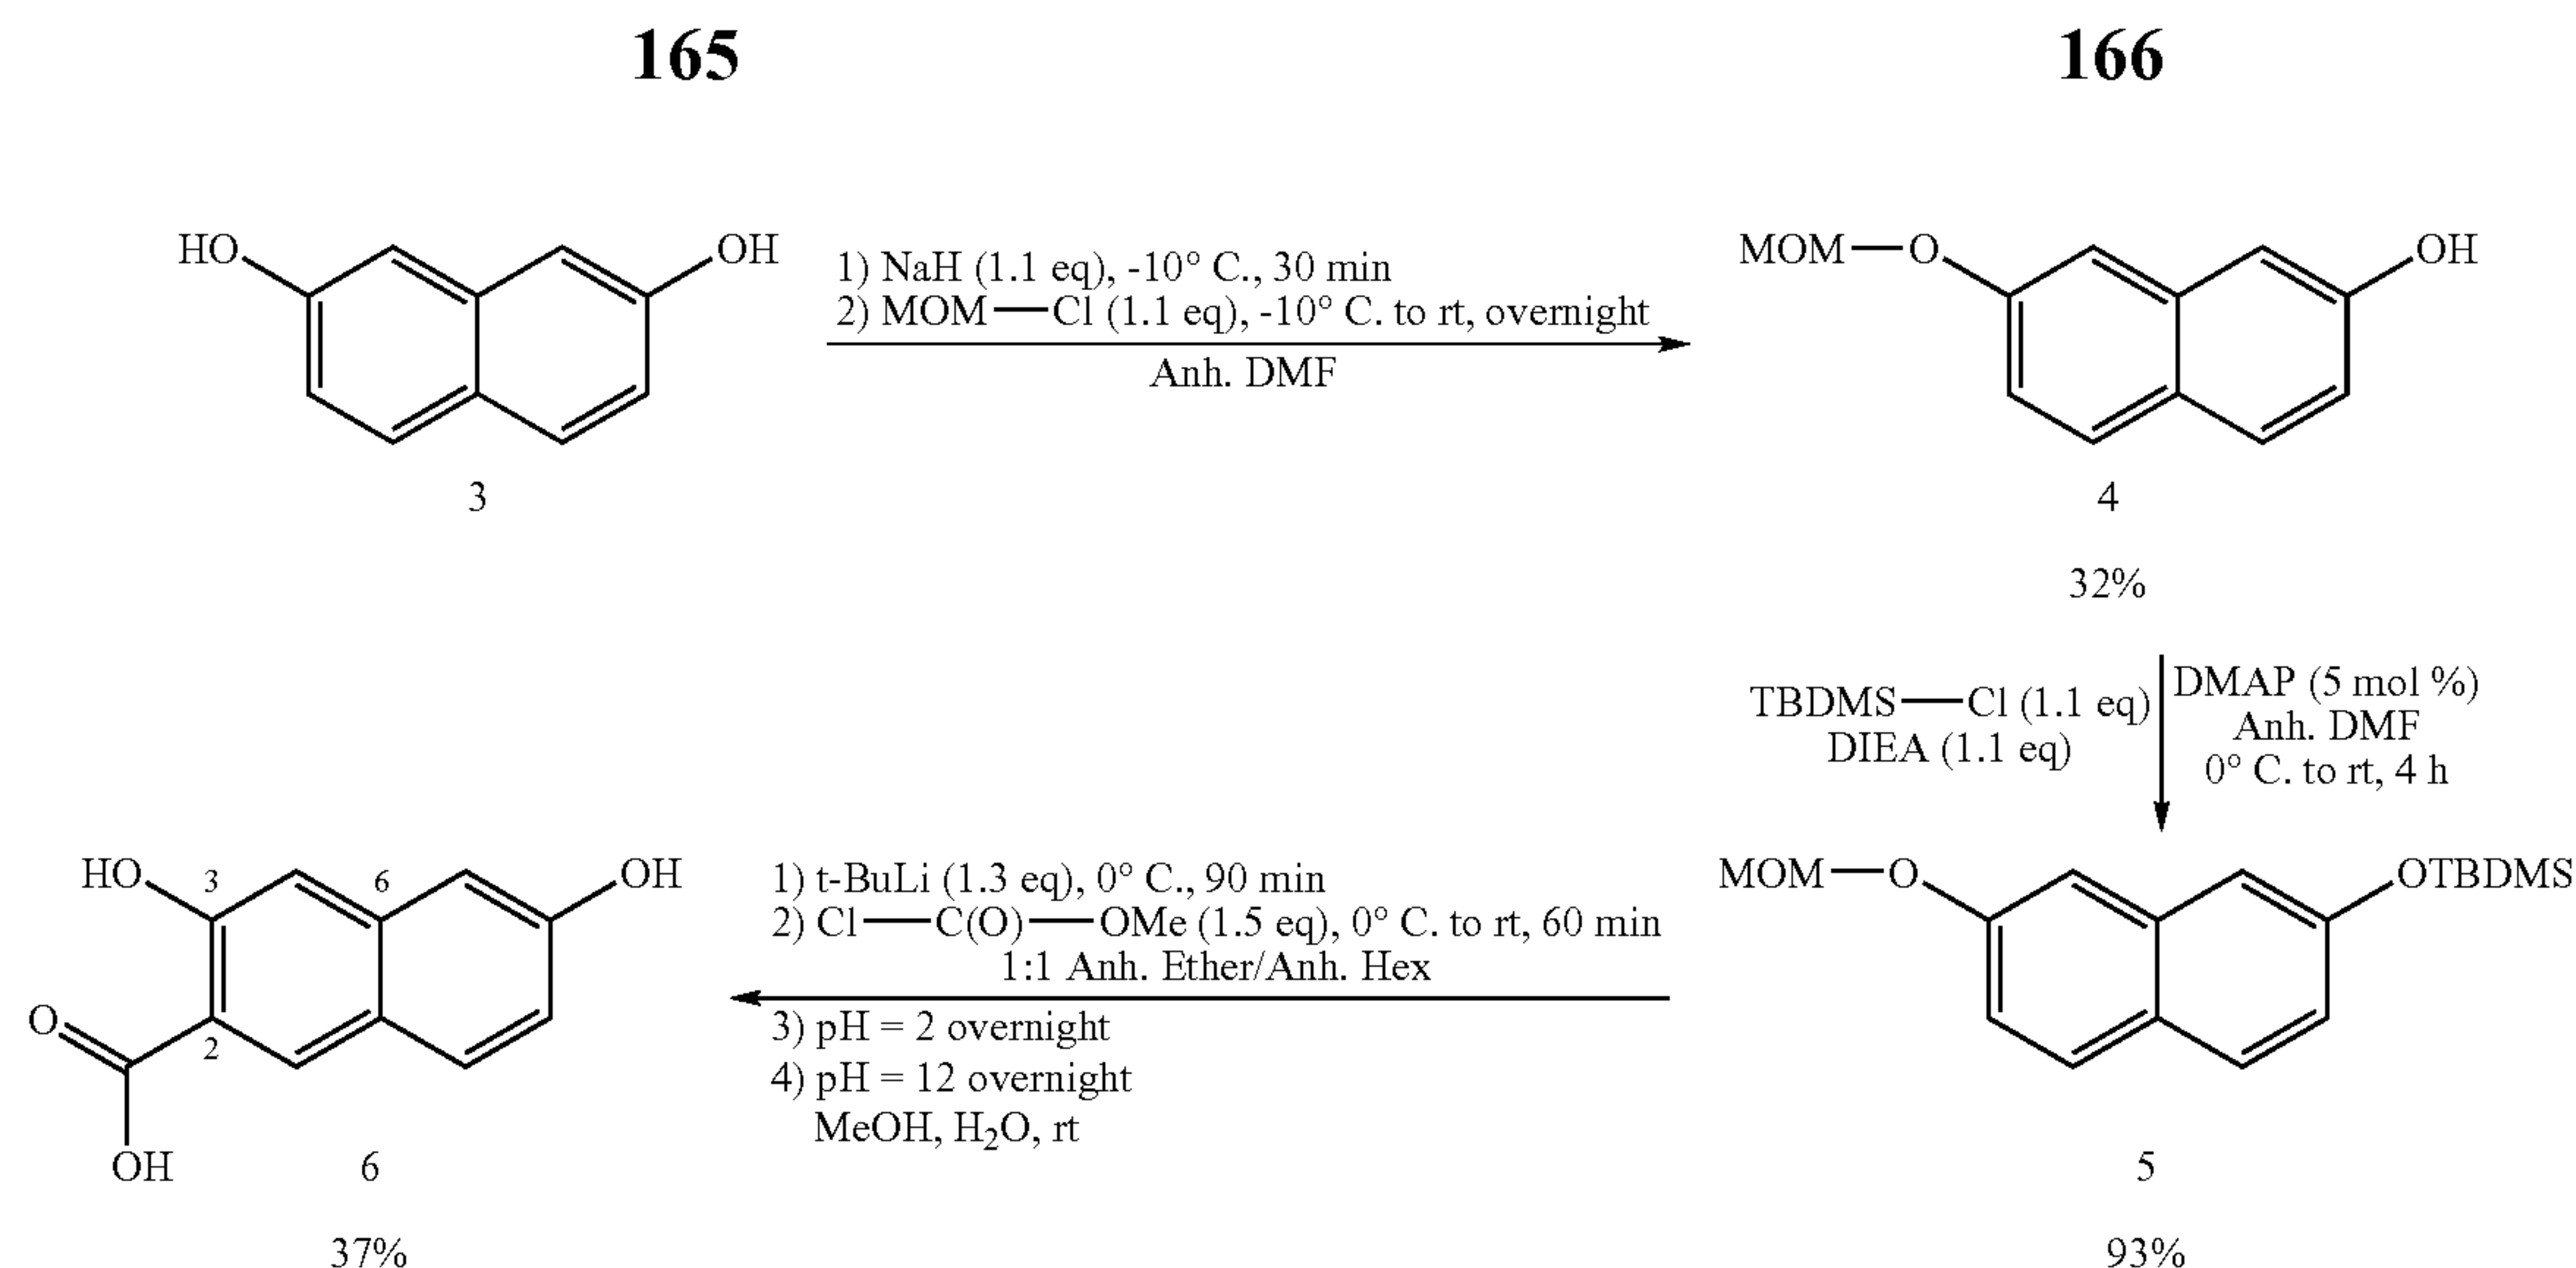 165
166
HO
OH
1) NaH (1.1 eq), -10° C., 30 min
2) MOM—Cl (1.1 eq), -10° C. to rt, overnight
Anh. DMF
MOM—O
OH
3
4
32%
TBDMS—Cl (1.1 eq)
DIEA (1.1 eq)
DMAP (5 mol %)
Anh. DMF
0° C. to rt, 4 h
HO
3
6
OH
O
2
OH
6
37%
1) t-BuLi (1.3 eq), 0° C., 90 min
2) Cl—C(O)—OMe (1.5 eq), 0° C. to rt, 60 min
1:1 Anh. Ether/Anh. Hex
3) pH = 2 overnight
4) pH = 12 overnight
MeOH, H₂O, rt
MOM—O
OTBDMS
5
93%